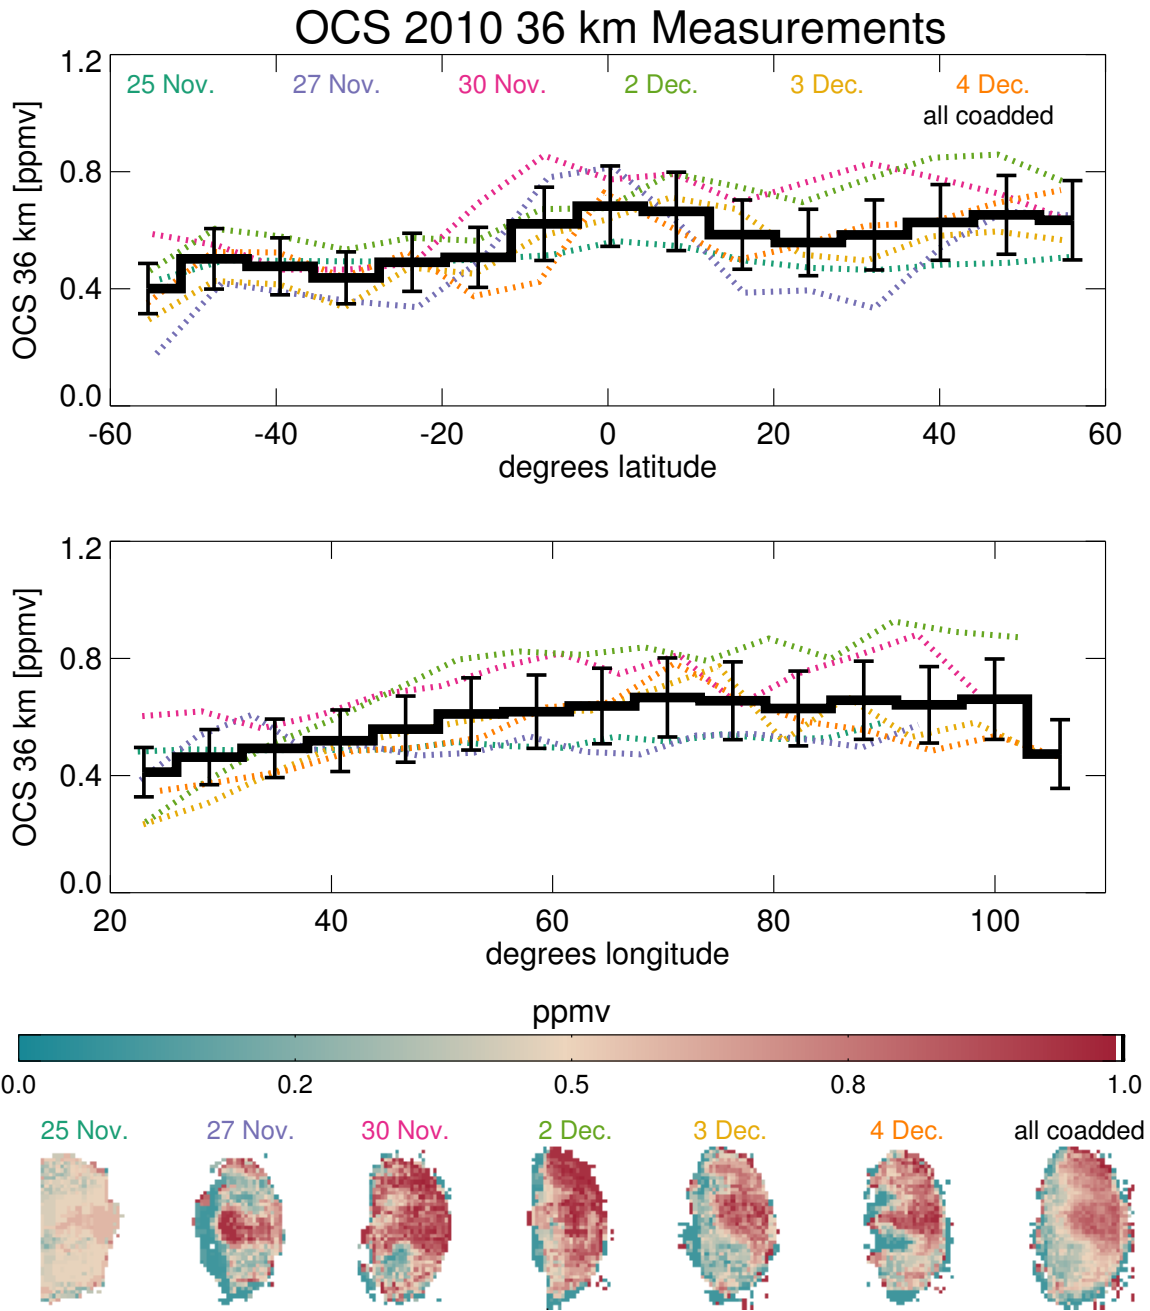 OCS 2010 36 km Measurements
1.2
25 Nov. 27 Nov. 30 Nov. 2 Dec. 3 Dec. 4 Dec.
all coadded
0.8
0.4
0.0
OCS 36 km [ppmv]
-60 -40 -20 0 20 40 60
degrees latitude
1.2
0.8
0.4
0.0
OCS 36 km [ppmv]
20 40 60 80 100
degrees longitude
ppmv
0.0 0.2 0.5 0.8 1.0
25 Nov. 27 Nov. 30 Nov. 2 Dec. 3 Dec. 4 Dec. all coadded